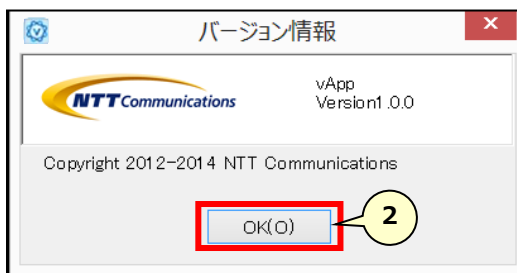 バージョン情報
NTT Communications
vApp
Version1.0.0
Copyright 2012-2014 NTT Communications
OK(O)
2